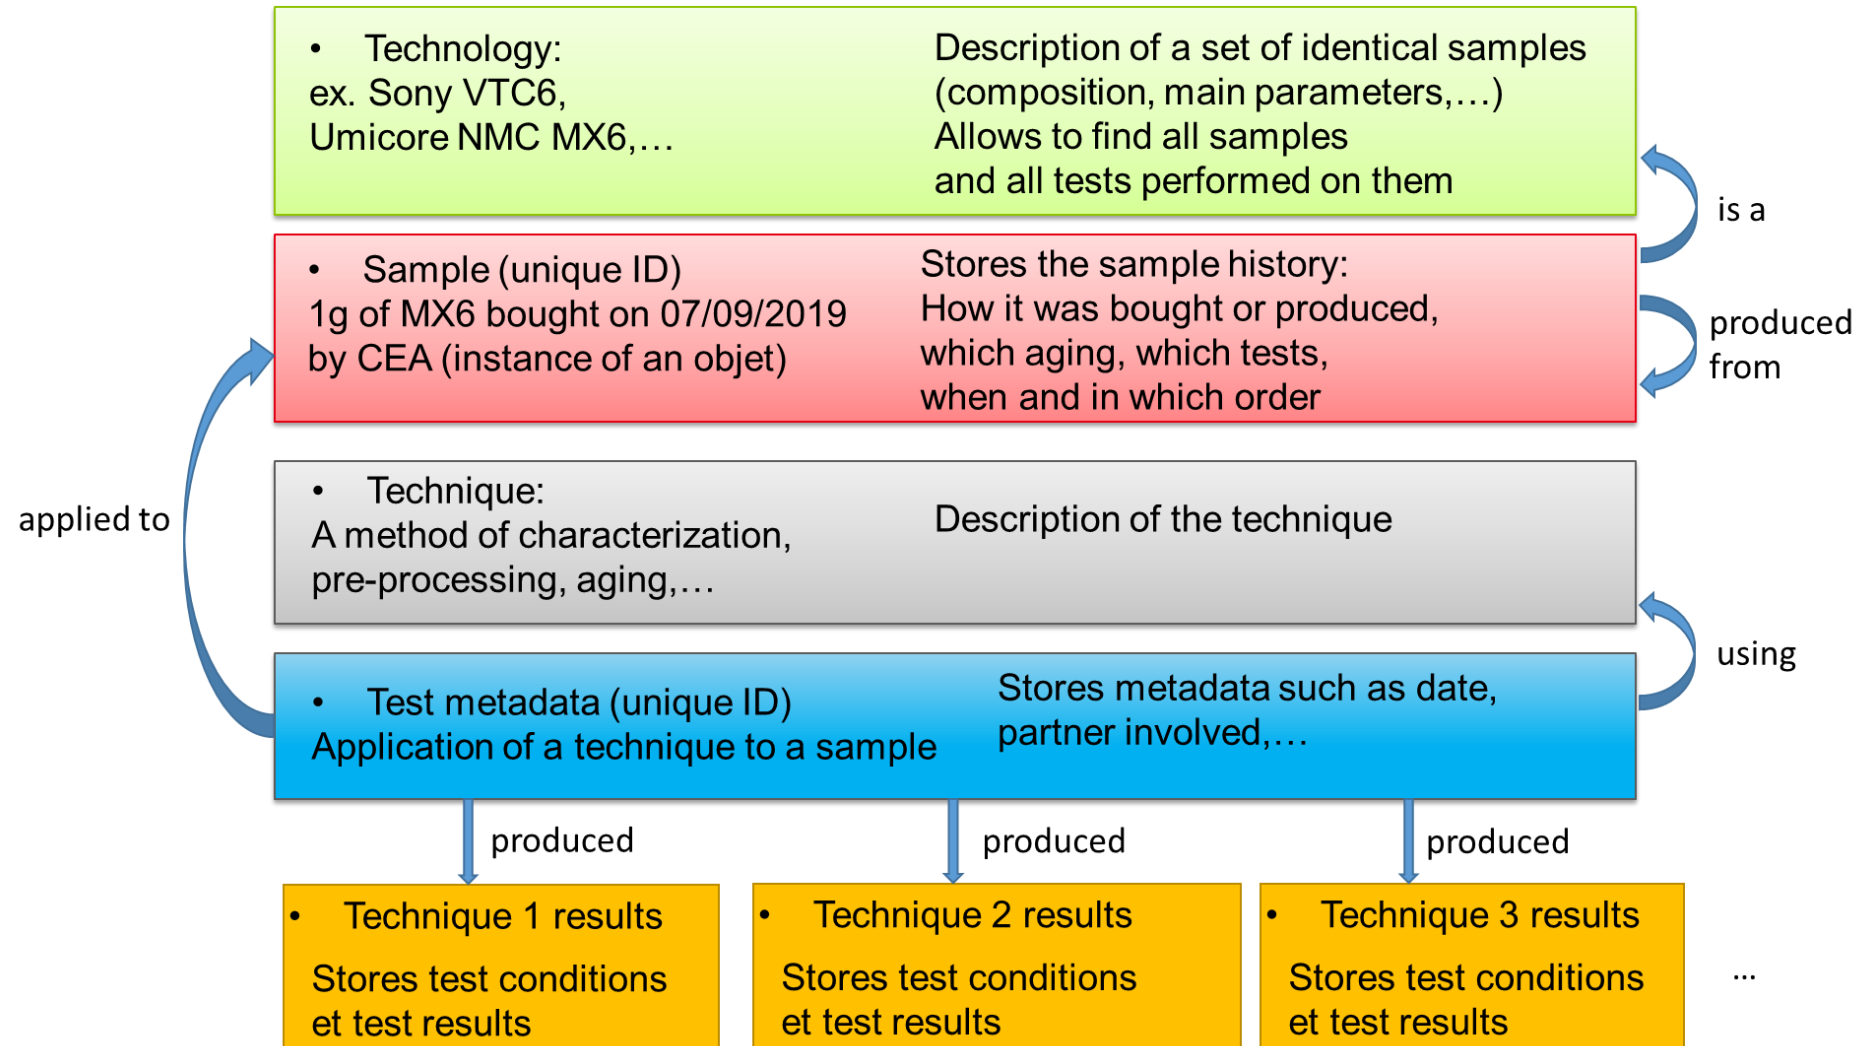 • Technology:
ex. Sony VTC6,
Umicore NMC MX6,…
Description of a set of identical samples
(composition, main parameters,…)
Allows to find all samples
and all tests performed on them
is a
• Sample (unique ID)
1g of MX6 bought on 07/09/2019
by CEA (instance of an objet)
Stores the sample history:
How it was bought or produced,
which aging, which tests,
when and in which order
produced
from
applied to
• Technique:
A method of characterization,
pre-processing, aging,…
Description of the technique
using
• Test metadata (unique ID)
Application of a technique to a sample
Stores metadata such as date,
partner involved,…
produced
produced
produced
• Technique 1 results
Stores test conditions
et test results
• Technique 2 results
Stores test conditions
et test results
• Technique 3 results
Stores test conditions
et test results
...